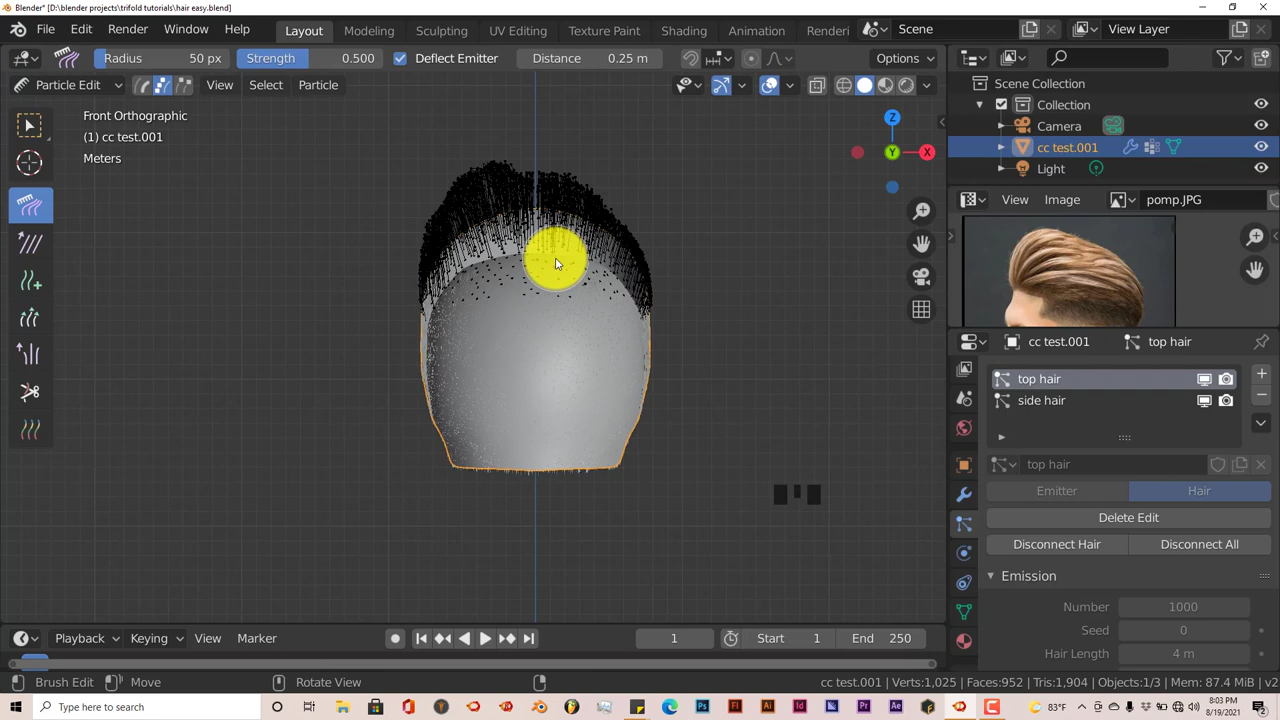 Blender* [D:\blender projects\trifold tutorials\hair easy.blend]
File Edit Render Window Help Layout Modeling Sculpting UV Editing Texture Paint Shading Animation Renderi Scene View Layer
Radius 50 px Strength 0.500 Deflect Emitter Distance 0.25 m Options
Particle Edit View Select Particle
Front Orthographic
(1) cc test.001
Meters
Z
Y
X
Scene Collection
Collection
Camera
cc test.001
Light
View Image pomp.JPG
cc test.001 top hair
top hair
side hair
top hair
Emitter Hair
Delete Edit
Disconnect Hair Disconnect All
Emission
Number 1000
Seed 0
Hair Length 4 m
Playback Keying View Marker 1 Start 1 End 250
Brush Edit Move Rotate View cc test.001 | Verts:1,025 | Faces:952 | Tris:1,904 | Objects:1/3 | Mem: 87.4 MiB | v2
Type here to search
83°F
8:03 PM
8/19/2021